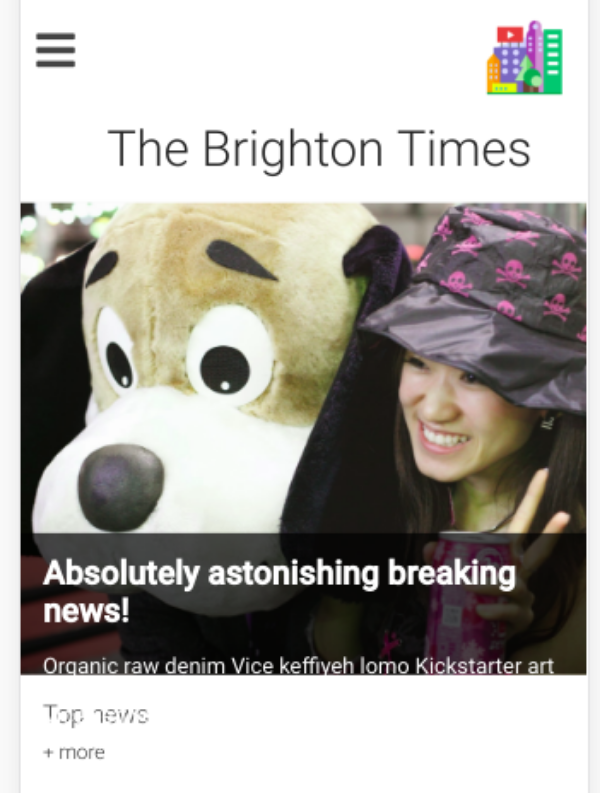 The Brighton Times
Absolutely astonishing breaking
news!
Organic raw denim Vice keffiyeh lomo Kickstarter art
Top news
+ more